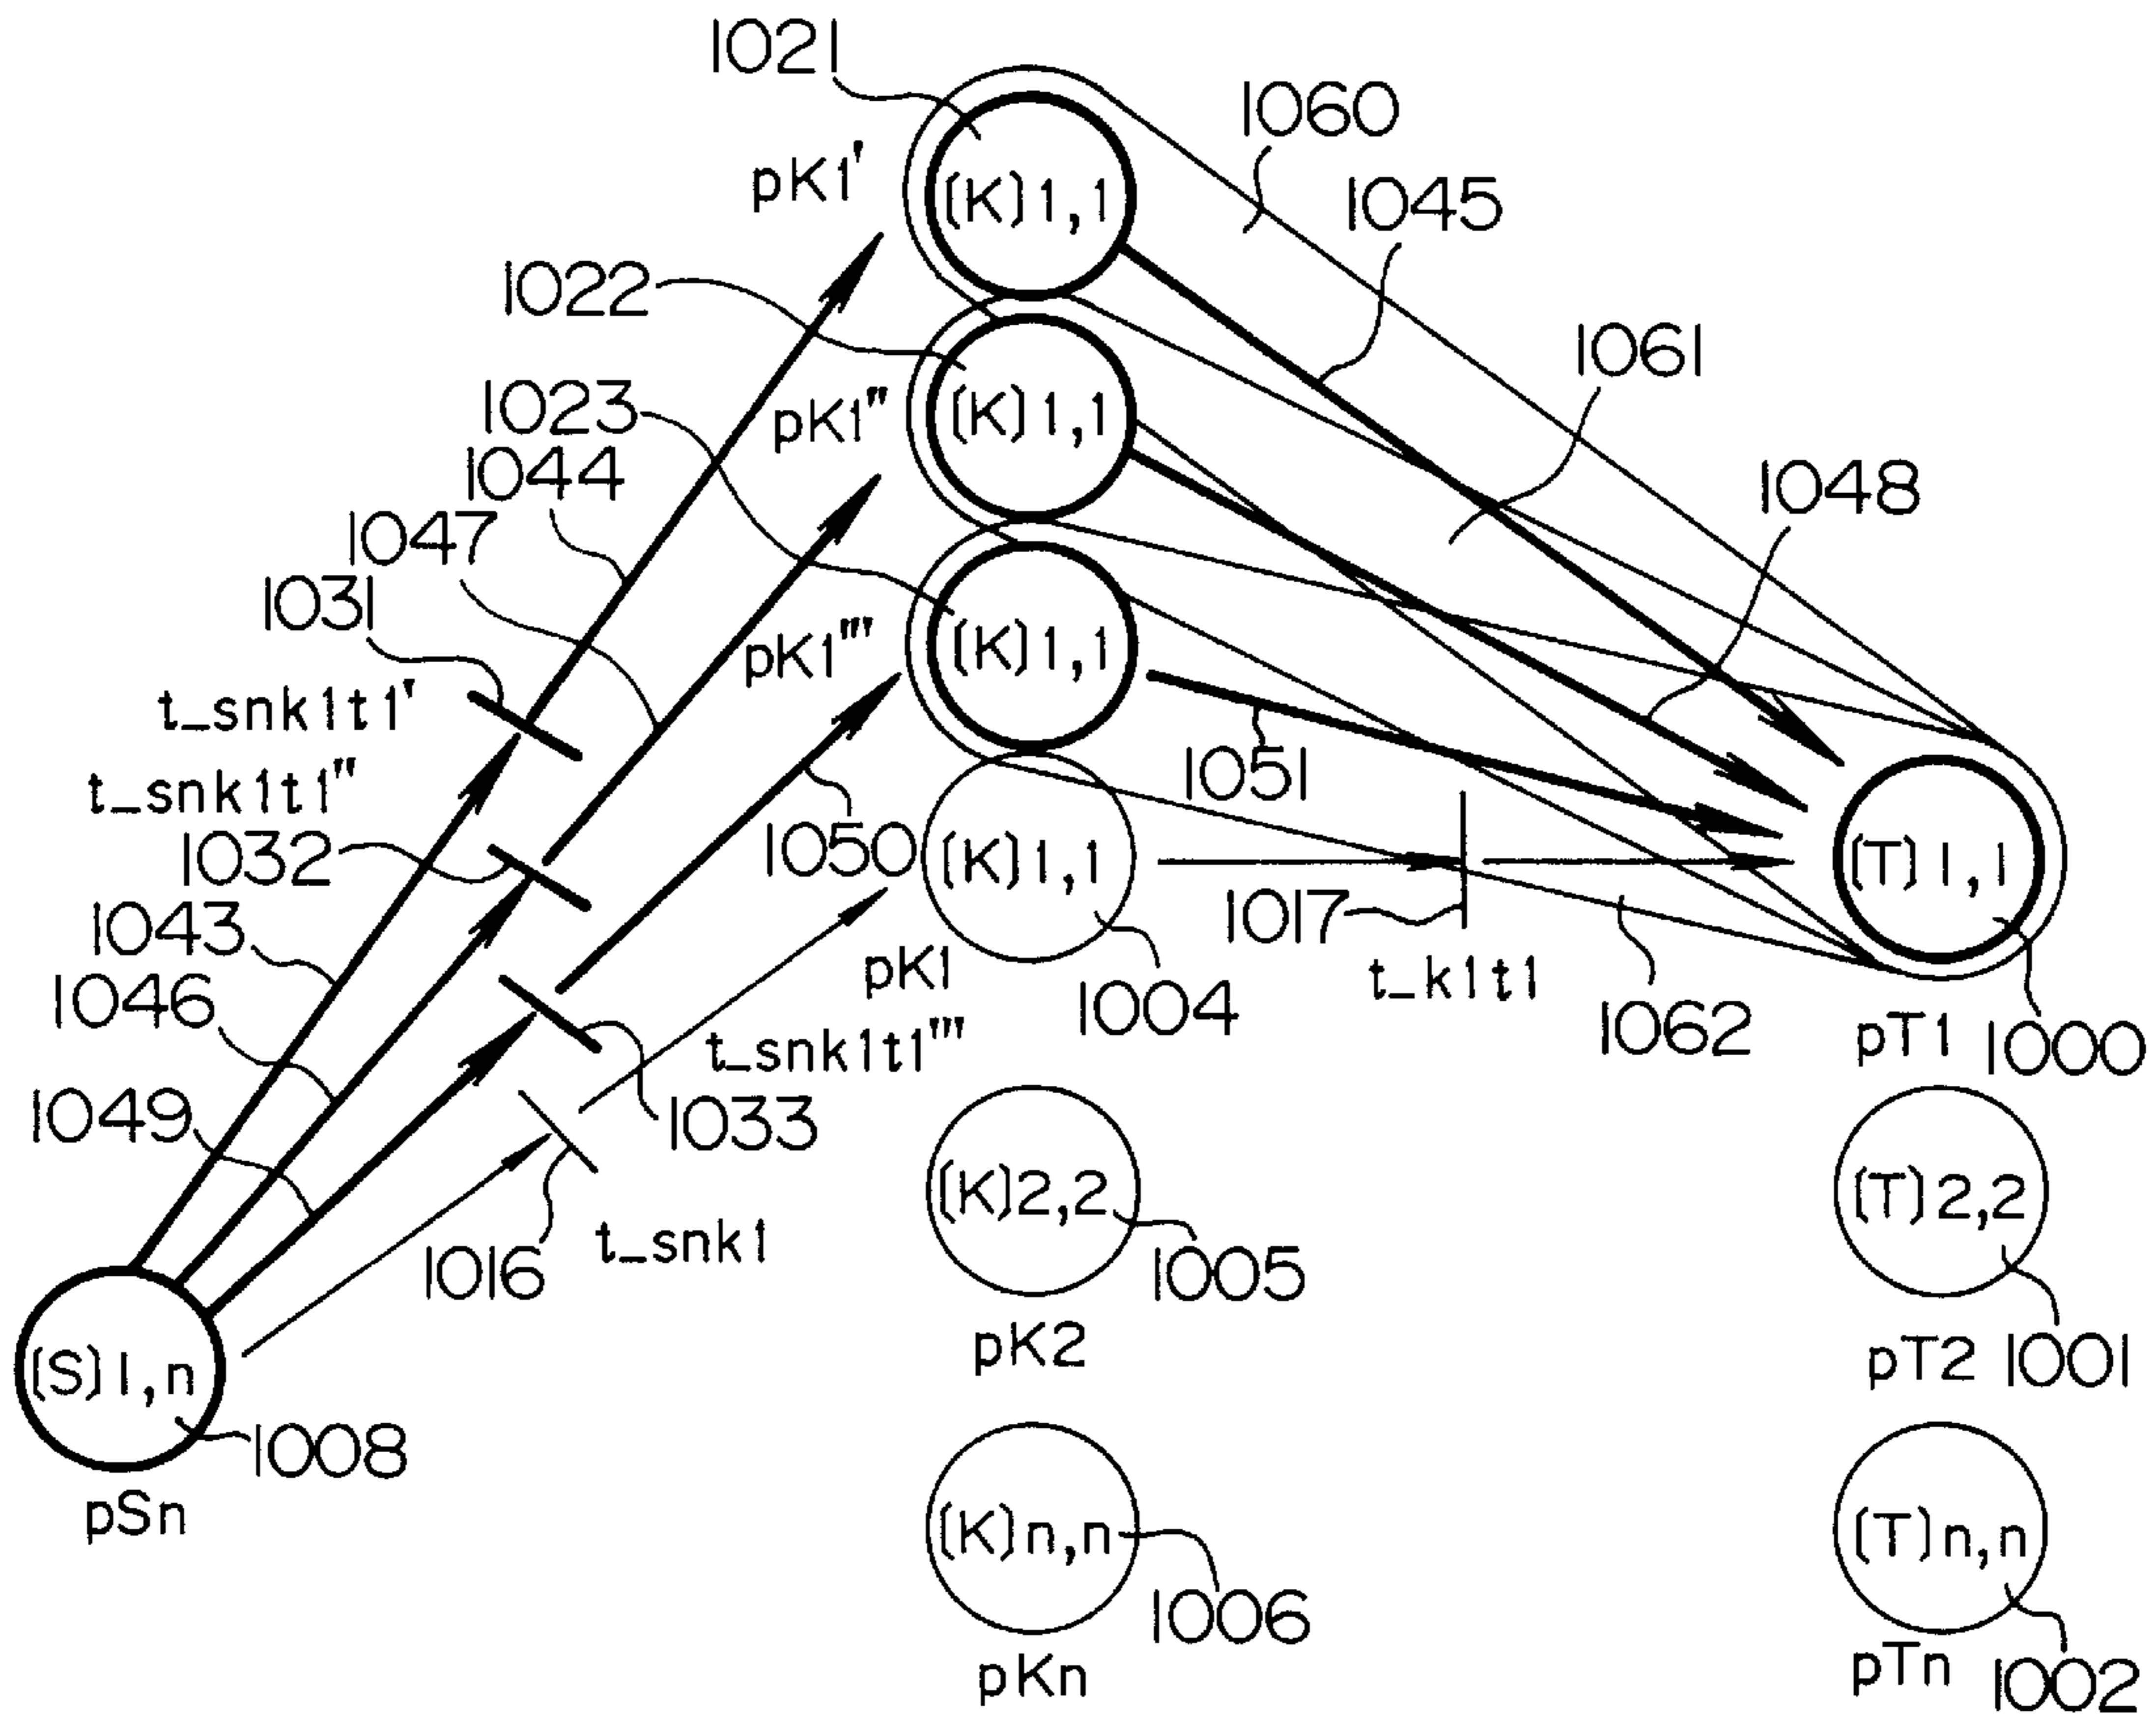 1021
1060
pK1'
(K)1,1
1045
1022
1061
1023
pK1"
(K)1,1
1044
1048
1047
1031
pK1'''
(K)1,1
t_snk1t1'
1051
t_snk1t1"
1032
1050
(K)1,1
(T)1,1
1017
1043
pK1
t_k1t1
1046
1004
1062
pT1
1000
t_snk1t1'''
1049
1033
(K)2,2
(T)2,2
t_snk1
1016
1005
pK2
pT2
1001
(S)1,n
1008
pSn
(K)n,n
(T)n,n
1006
pKn
pTn
1002